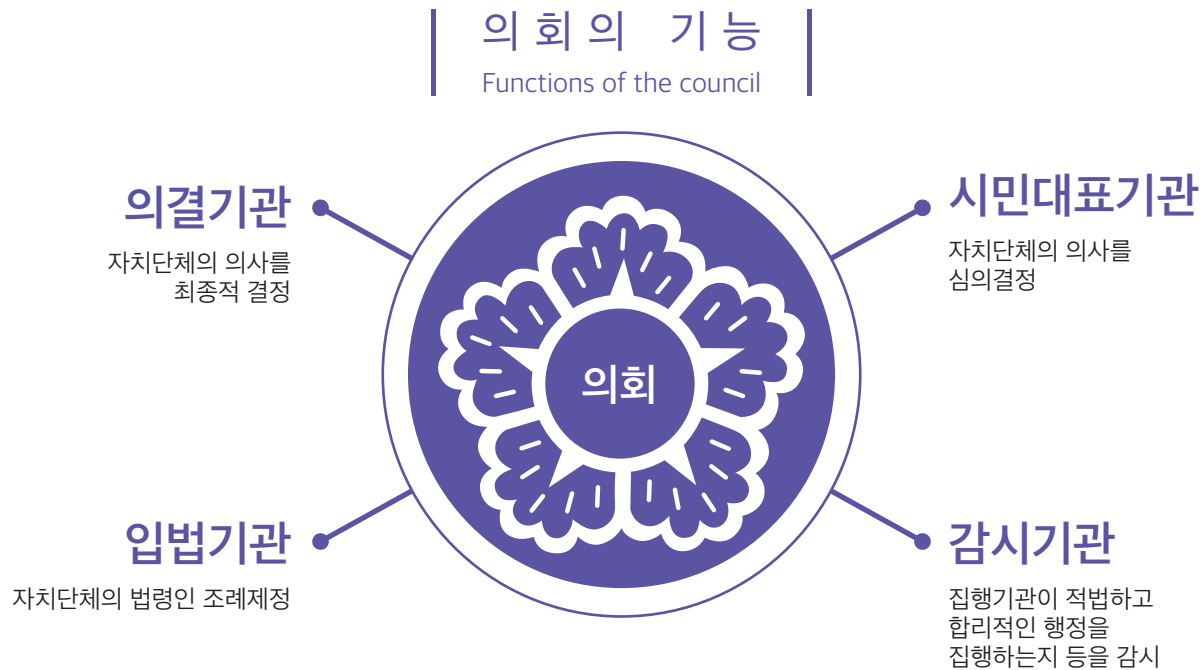 의회의 기능
Functions of the council
의결기관
자치단체의 의사를
최종적 결정
시민대표기관
자치단체의 의사를
심의결정
의회
입법기관
자치단체의 법령인 조례제정
감시기관
집행기관이 적법하고
합리적인 행정을
집행하는지 등을 감시